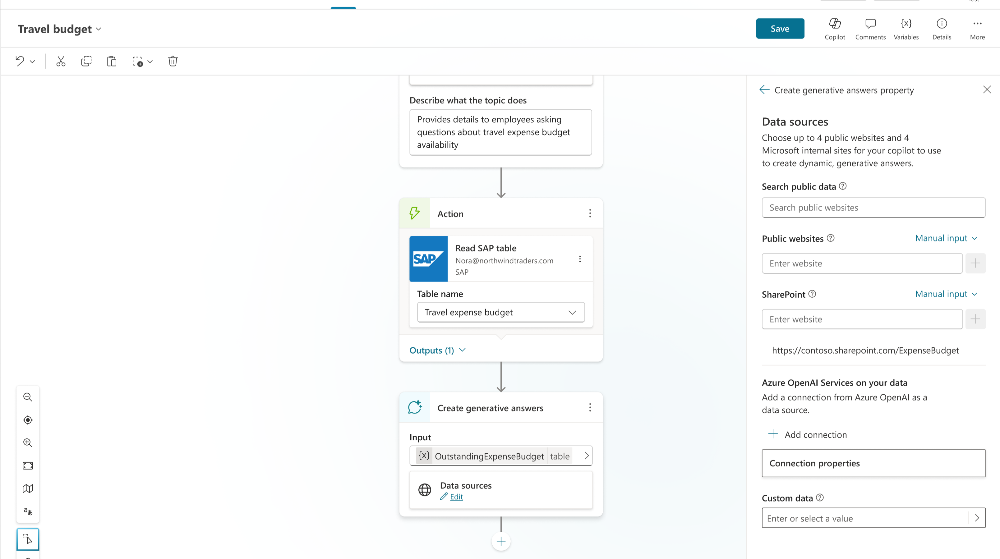 Travel budget
Save
Copilot
Comments
Variables
Details
More
Describe what the topic does
Provides details to employees asking
questions about travel expense budget
availability
Action
SAP
Read SAP table
Nora@northwindtraders.com
SAP
Table name
Travel expense budget
Outputs (1)
Create generative answers
Input
{x} OutstandingExpenseBudget table
Data sources
Edit
Create generative answers property
Data sources
Choose up to 4 public websites and 4
Microsoft internal sites for your copilot to use
to create dynamic, generative answers.
Search public data
Search public websites
Public websites
Manual input
Enter website
SharePoint
Manual input
Enter website
https://contoso.sharepoint.com/ExpenseBudget
Azure OpenAI Services on your data
Add a connection from Azure OpenAI as a
data source.
Add connection
Connection properties
Custom data
Enter or select a value